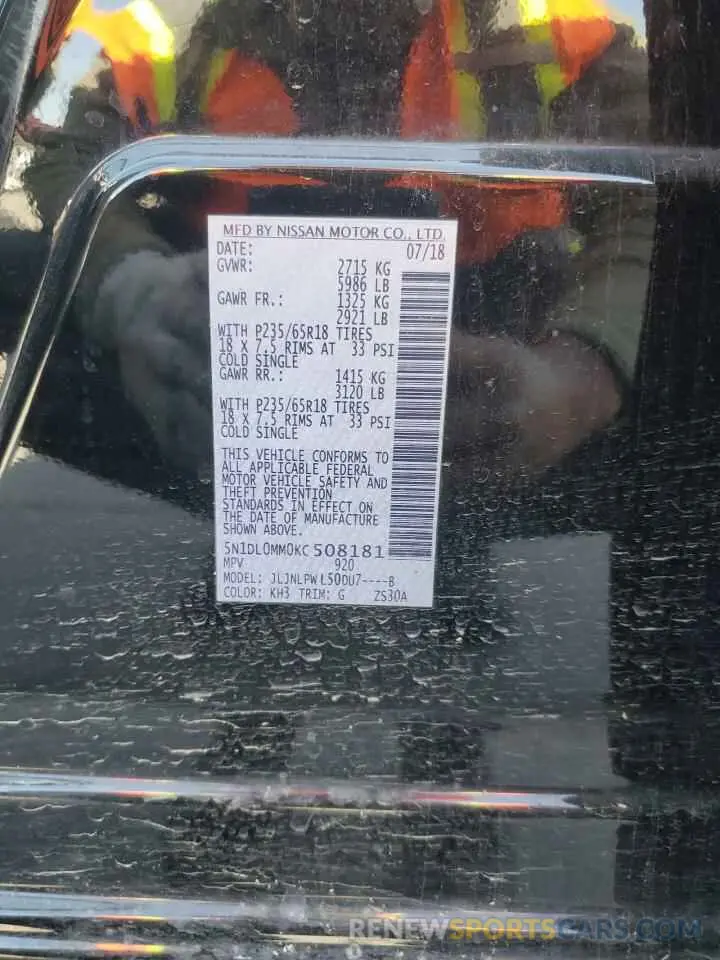 MFD BY NISSAN MOTOR CO., LTD.
DATE: 07/18
GVWR: 2715 KG
5986 LB
GAWR FR.: 1325 KG
2921 LB
WITH P235/65R18 TIRES
18 X 7.5 RIMS AT 33 PSI
COLD SINGLE
GAWR RR.: 1415 KG
3120 LB
WITH P235/65R18 TIRES
18 X 7.5 RIMS AT 33 PSI
COLD SINGLE
THIS VEHICLE CONFORMS TO
ALL APPLICABLE FEDERAL
MOTOR VEHICLE SAFETY AND
THEFT PREVENTION
STANDARDS IN EFFECT ON
THE DATE OF MANUFACTURE
SHOWN ABOVE.
5N1DL0MM0KC508181
MPV 920
MODEL: JLJNLPW L50DU7----B
COLOR: KH3 TRIM: G ZS30A
RENEWSPORTSCARS.COM